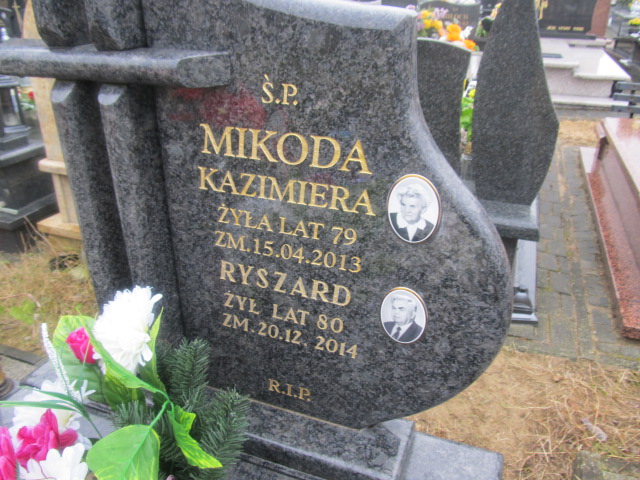 Ś.P.
MIKODA
KAZIMIERA
ŻYŁA LAT 79
ZM. 15.04.2013
RYSZARD
ŻYŁ LAT 80
ZM. 20.12.2014
R.I.P.